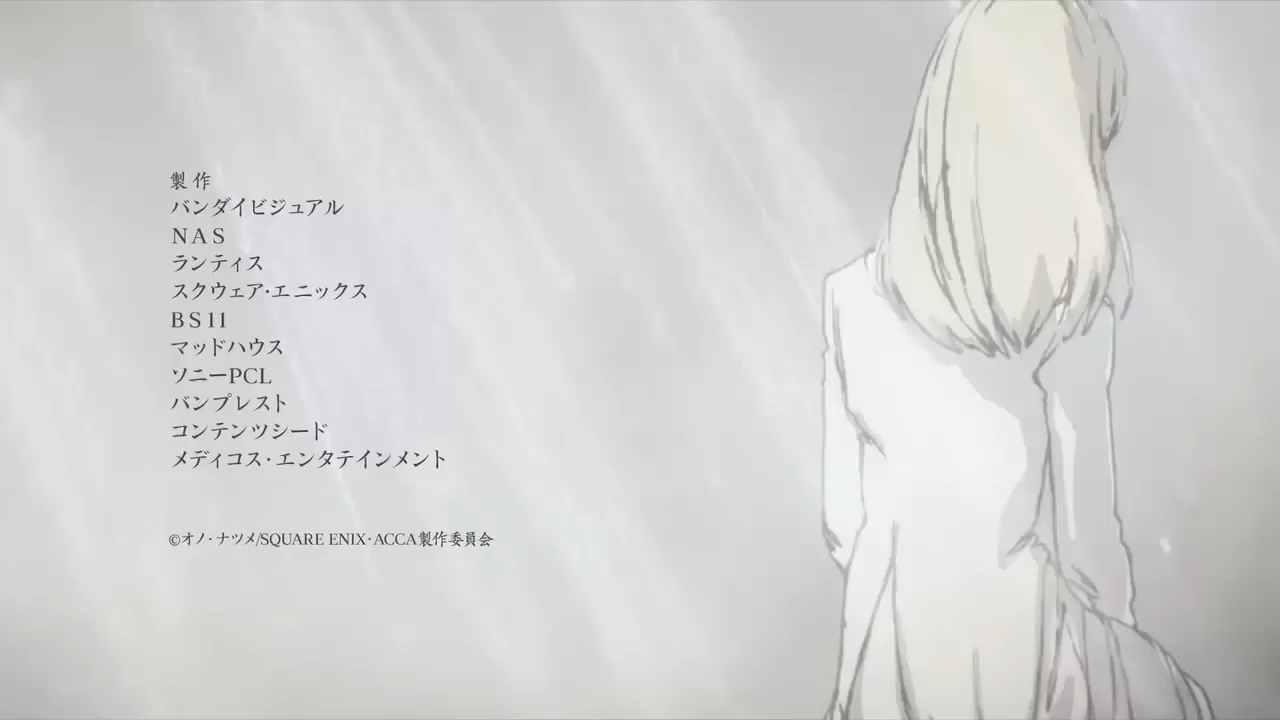 製作
バンダイビジュアル
NAS
ランティス
スクウェア・エニックス
BS11
マッドハウス
ソニーPCL
バンプレスト
コンテンツシード
メディコス・エンタテインメント
©オノ・ナツメ/SQUARE ENIX・ACCA製作委員会